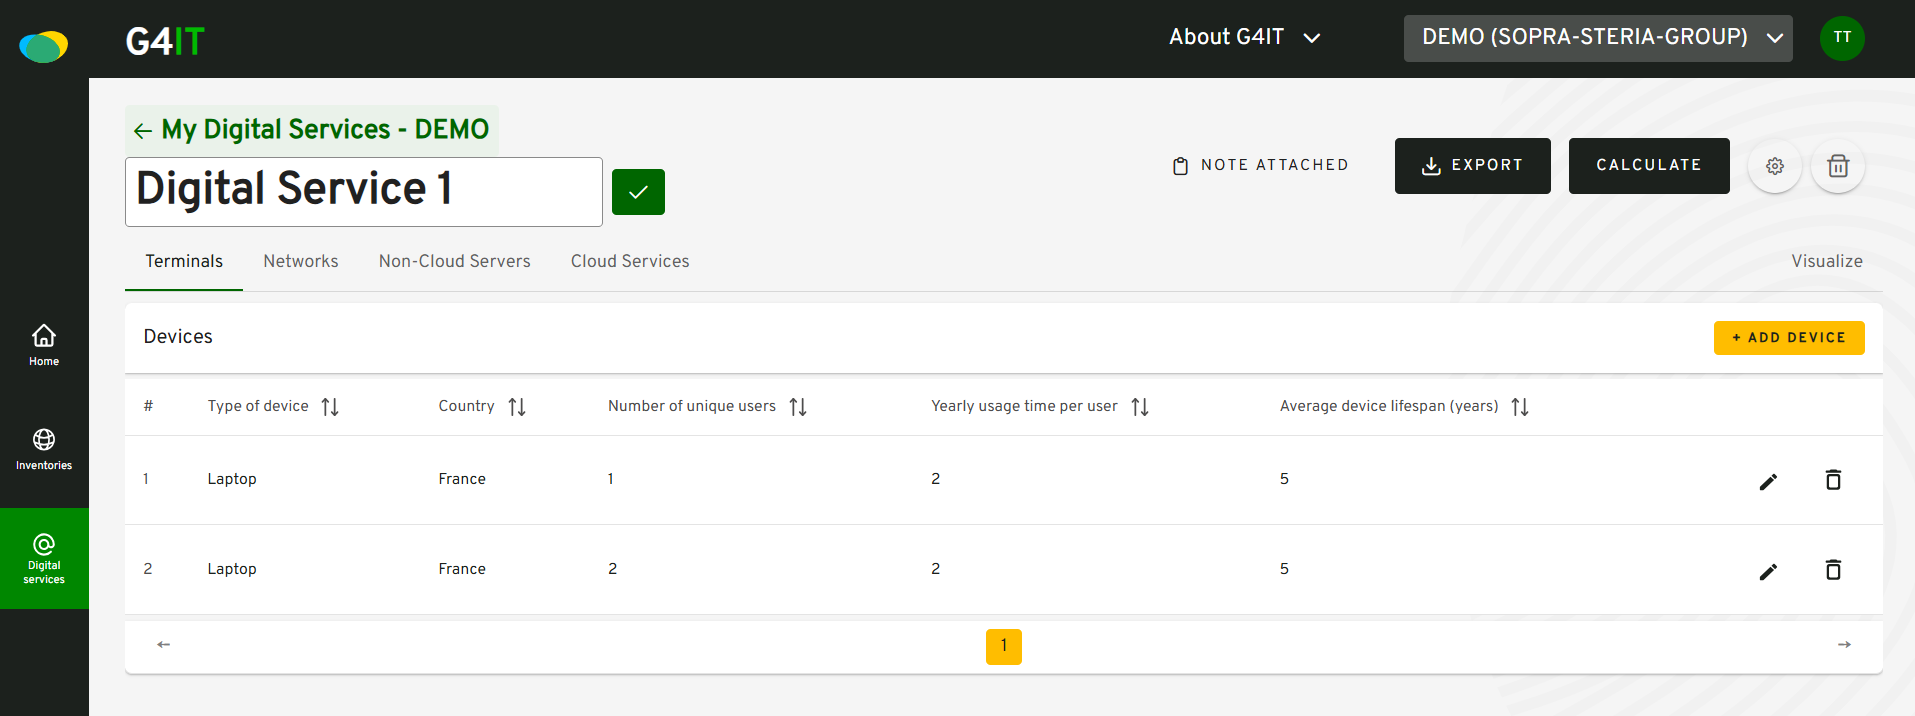 G4IT
About G4IT
DEMO (SOPRA-STERIA-GROUP)
TT
My Digital Services - DEMO
Digital Service 1
NOTE ATTACHED
EXPORT
CALCULATE
Terminals
Networks
Non-Cloud Servers
Cloud Services
Visualize
Home
Inventories
Digital
services
Devices
+ ADD DEVICE
# Type of device Country Number of unique users Yearly usage time per user Average device lifespan (years)
1 Laptop France 1 2 5
2 Laptop France 2 2 5
1